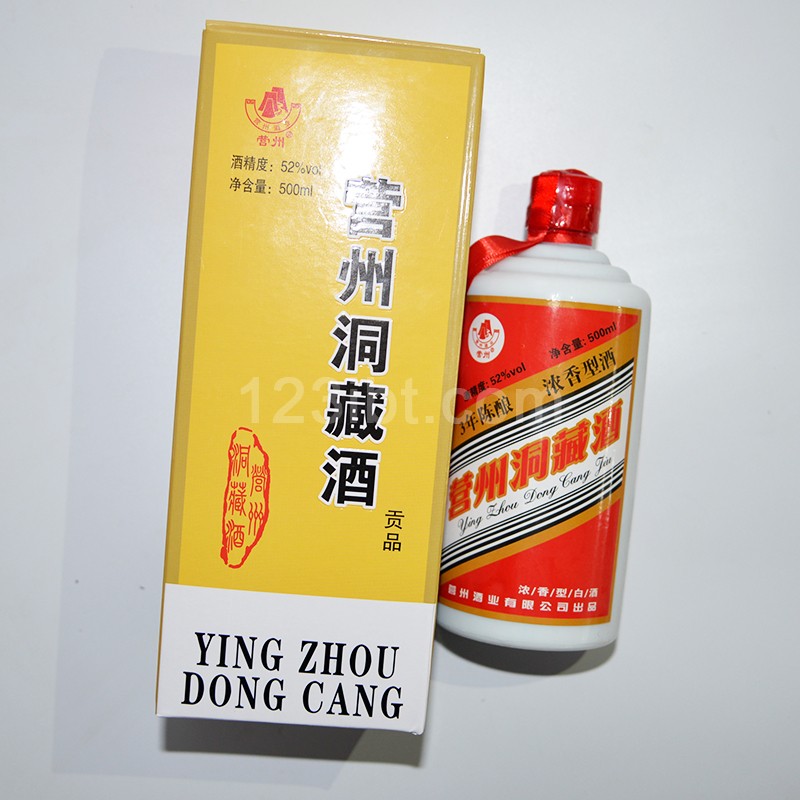 营州
酒精度：52%vol
净含量：500ml
营州洞藏酒
贡品
营州
洞藏酒
YING ZHOU
DONG CANG
营州
净含量：500ml
酒精度：52%vol
浓香型酒
5年陈酿
营州洞藏酒
Ying Zhou Dong Cang Jiu
浓/香/型/白/酒
营州酒业有限公司出品